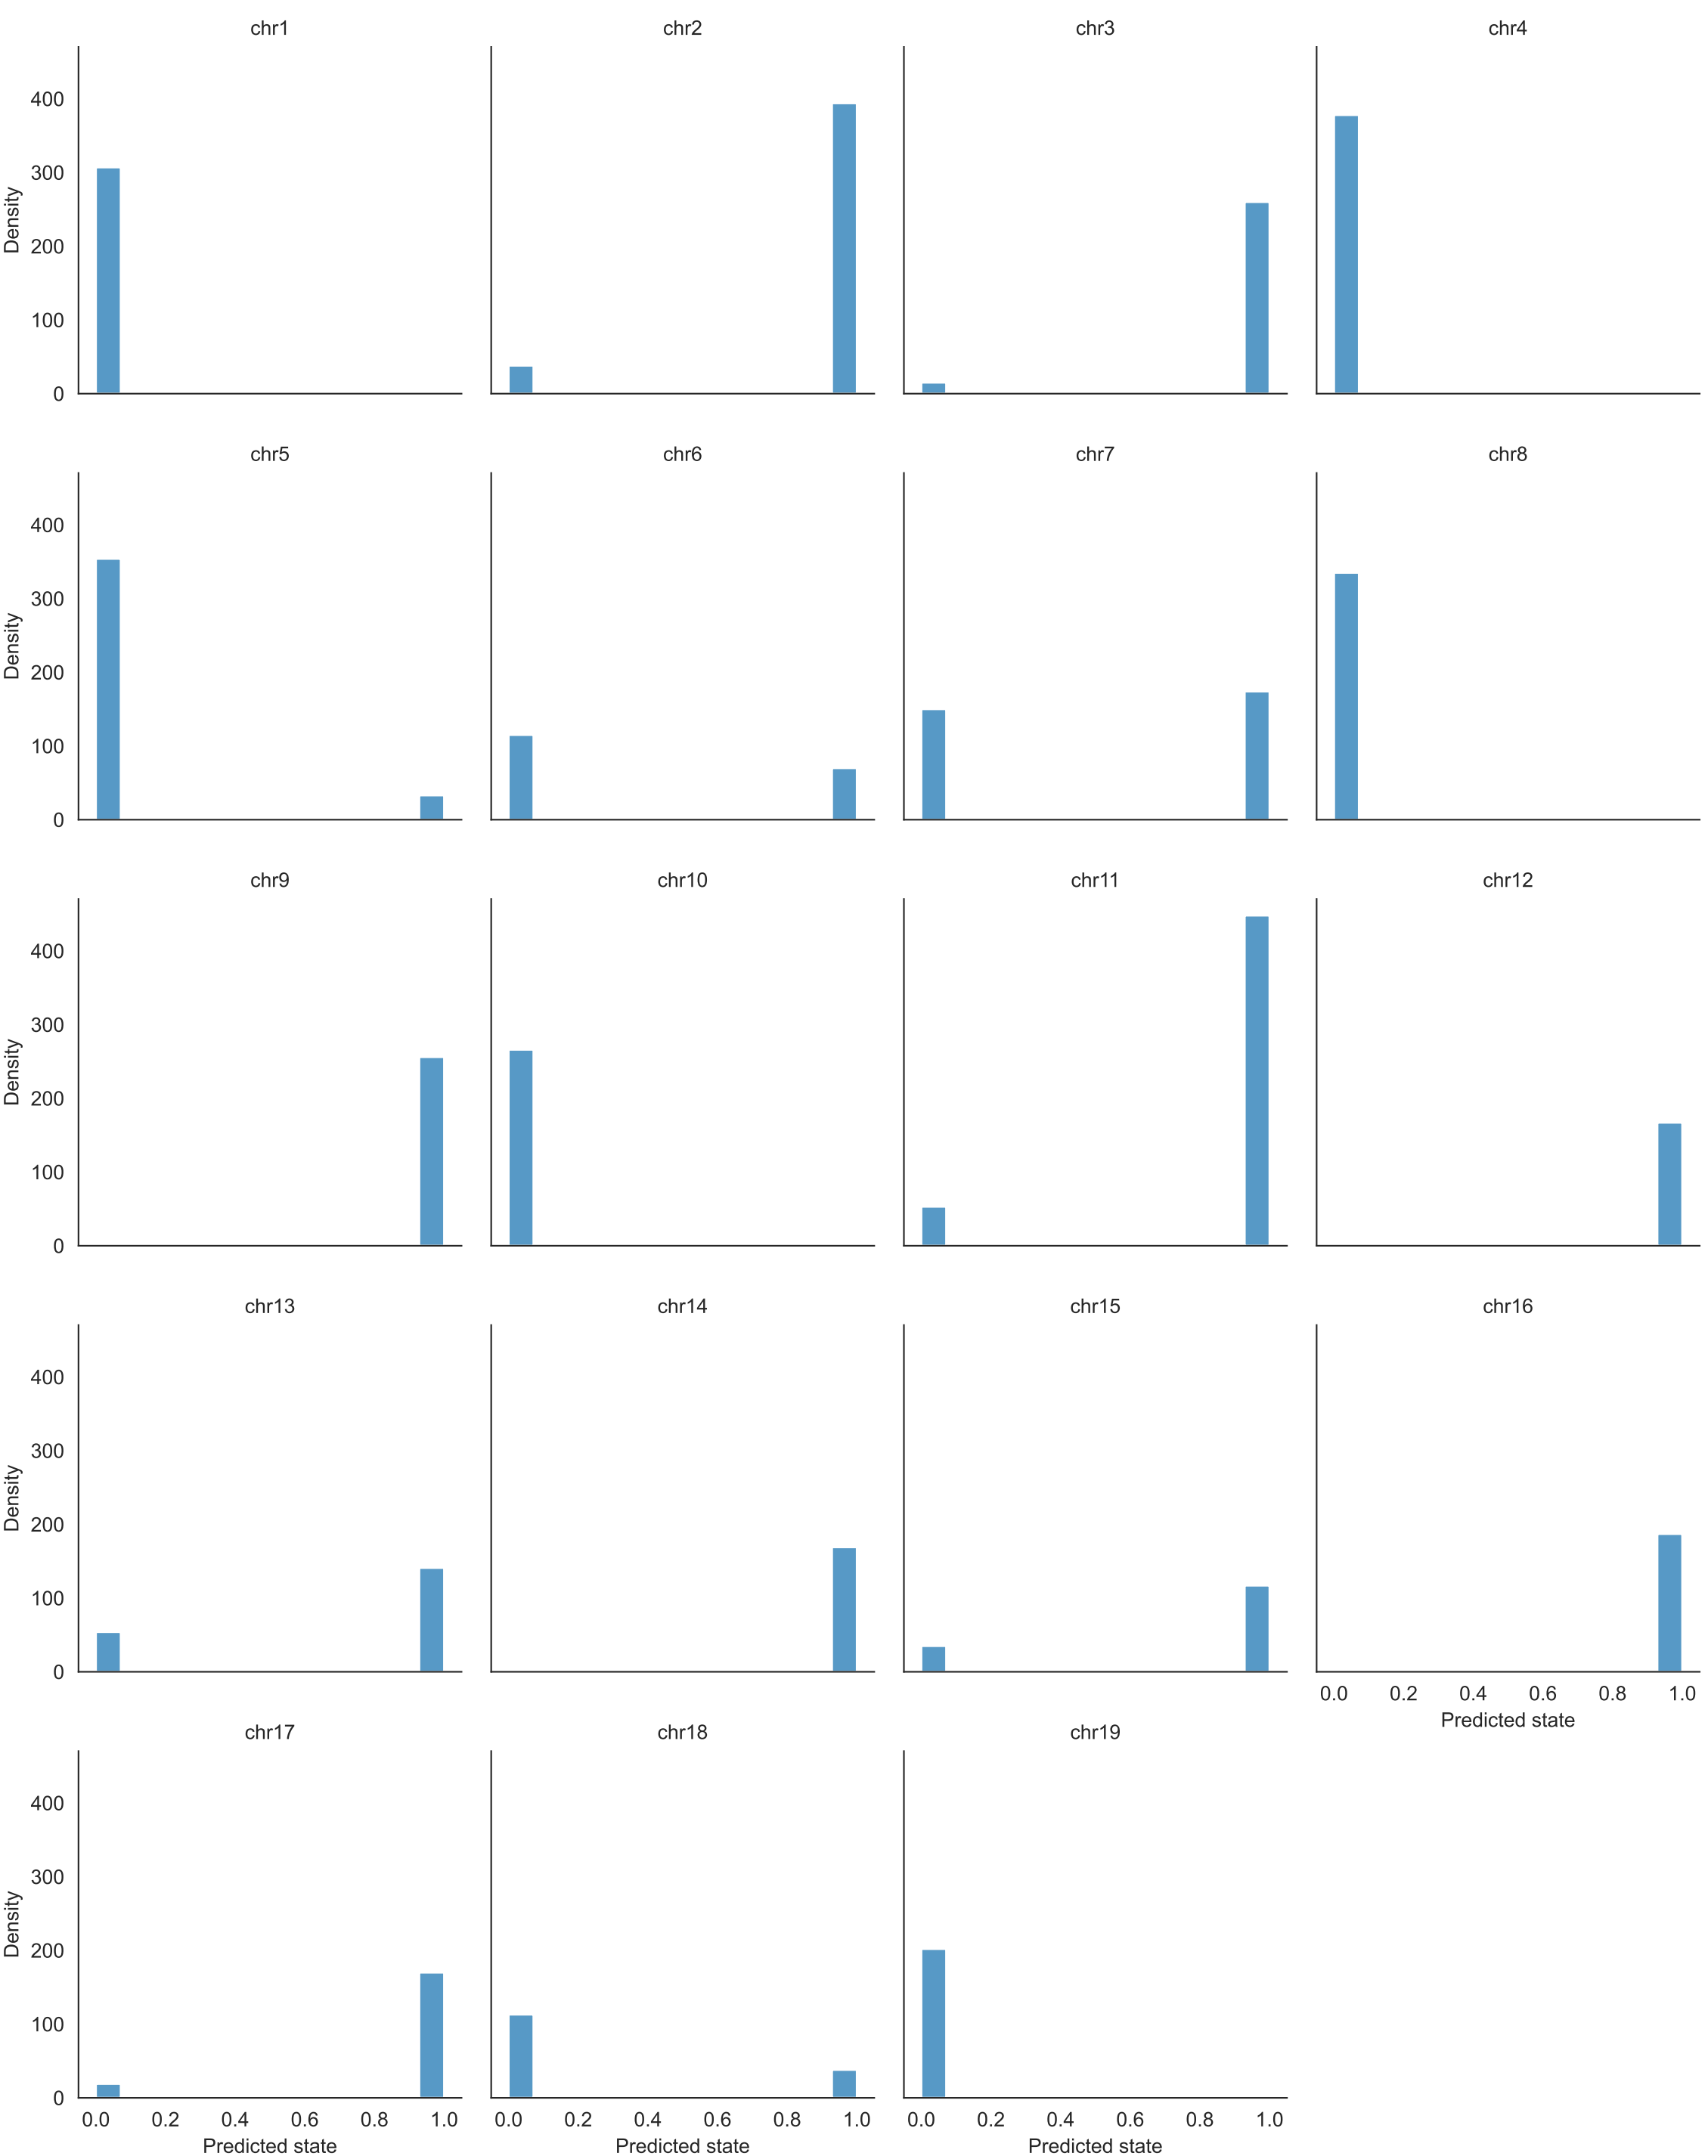 chr1 chr2 chr3 chr4
400
300
200
100
0
Density
chr5 chr6 chr7 chr8
400
300
200
100
0
Density
chr9 chr10 chr11 chr12
400
300
200
100
0
Density
chr13 chr14 chr15 chr16
400
300
200
100
0
Density
0.0 0.2 0.4 0.6 0.8 1.0
Predicted state
chr17 chr18 chr19
400
300
200
100
0
Density
0.0 0.2 0.4 0.6 0.8 1.0 0.0 0.2 0.4 0.6 0.8 1.0 0.0 0.2 0.4 0.6 0.8 1.0
Predicted state Predicted state Predicted state